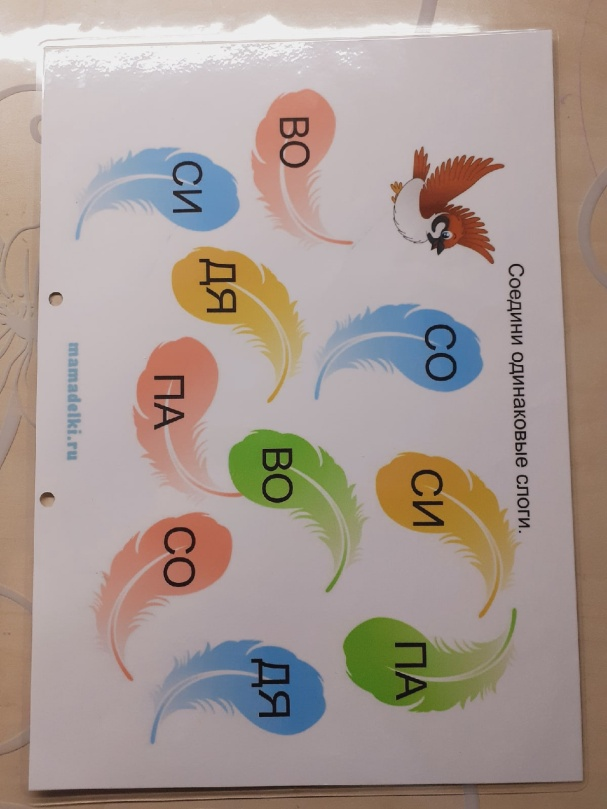 Соедини одинаковые слоги.
СО
СИ
ПА
ВО
ВО
ДЯ
СИ
ДЯ
ПА
СО
mamadelki.ru